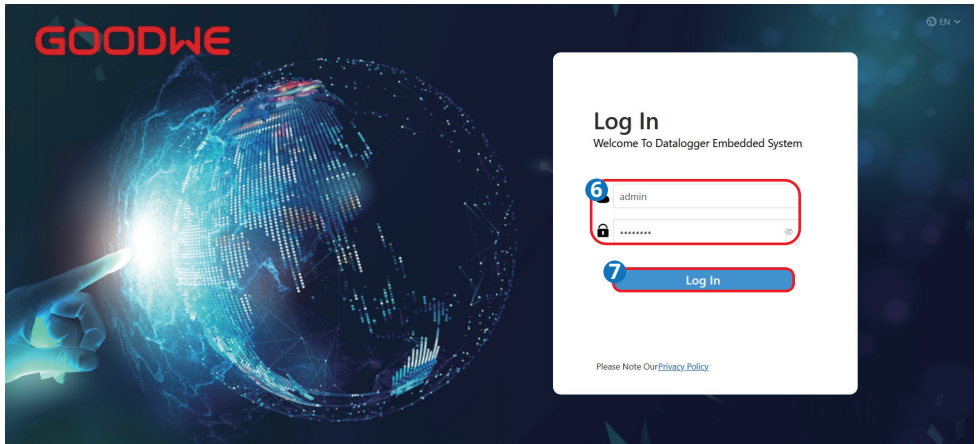 GOODWE
EN
Log In
Welcome To Datalogger Embedded System
6
admin
••••••••
7
Log In
Please Note OurPrivacy Policy